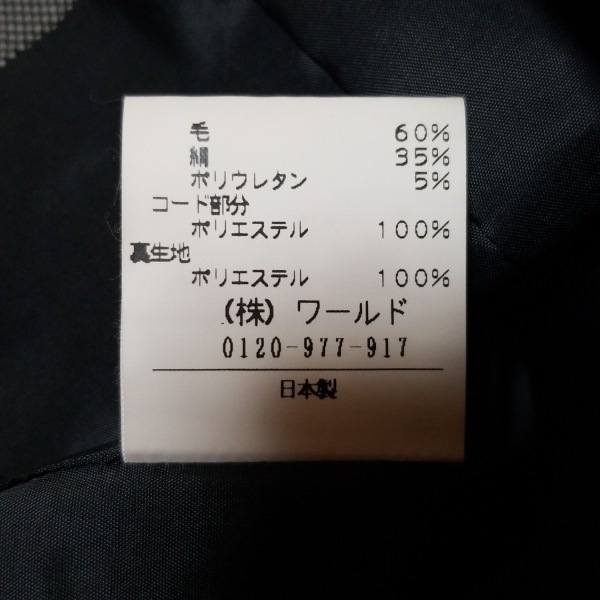 毛 60%
絹 35%
ポリウレタン 5%
コード部分
ポリエステル 100%
裏生地
ポリエステル 100%
(株) ワールド
0120-977-917
日本製